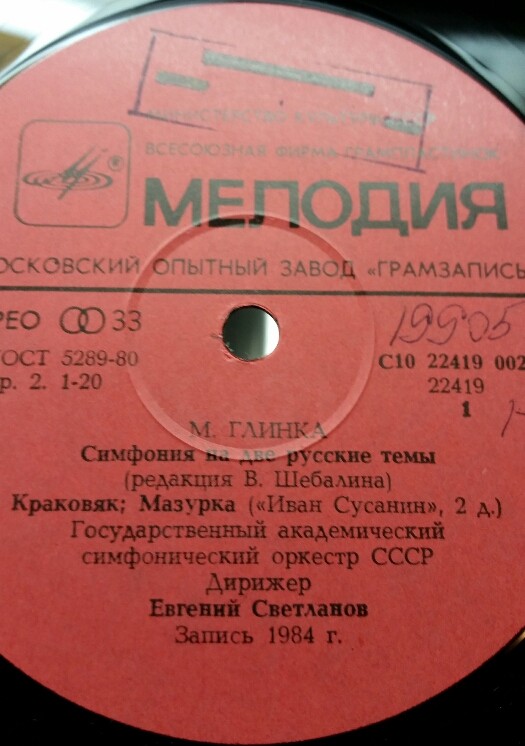 МИНИСТЕРСТВО КУЛЬТУРЫ СССР
ВСЕСОЮЗНАЯ ФИРМА ГРАМПЛАСТИНОК
®
МЕЛОДИЯ
ОСКОВСКИЙ ОПЫТНЫЙ ЗАВОД «ГРАМЗАПИСЬ
РЕО 33
19905
ОСТ 5289-80
С10 22419 002
р. 2. 1-20
22419
1
М. ГЛИНКА
Симфония на две русские темы
(редакция В. Шебалина)
Краковяк; Мазурка («Иван Сусанин», 2 д.)
Государственный академический
симфонический оркестр СССР
Дирижер
Евгений Светланов
Запись 1984 г.